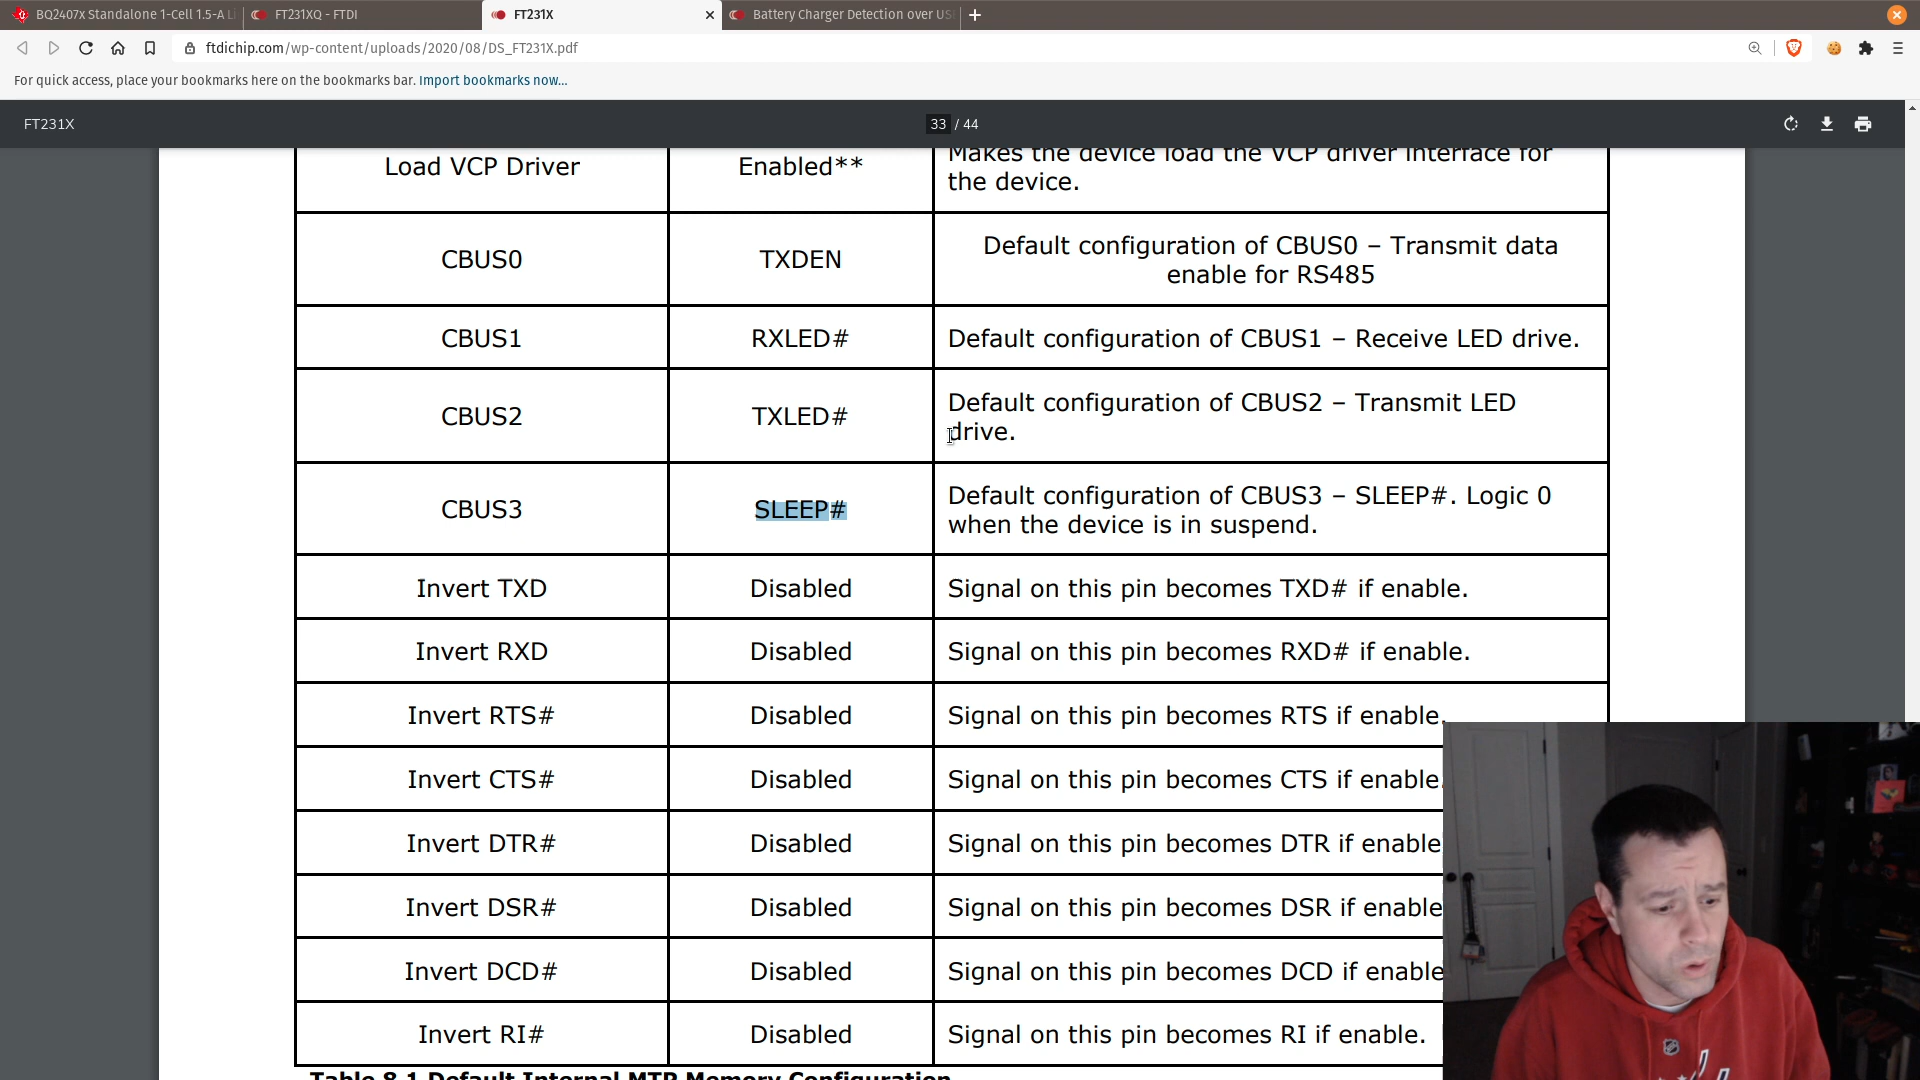 BQ2407x Standalone 1-Cell 1.5-A Li
FT231XQ - FTDI
FT231X
Battery Charger Detection over US
ftdichip.com/wp-content/uploads/2020/08/DS_FT231X.pdf
For quick access, place your bookmarks here on the bookmarks bar. Import bookmarks now...
FT231X
33 / 44
Load VCP Driver
Enabled**
Makes the device load the VCP driver interface for
the device.
CBUS0
TXDEN
Default configuration of CBUS0 – Transmit data
enable for RS485
CBUS1
RXLED#
Default configuration of CBUS1 – Receive LED drive.
CBUS2
TXLED#
Default configuration of CBUS2 – Transmit LED
drive.
CBUS3
SLEEP#
Default configuration of CBUS3 – SLEEP#. Logic 0
when the device is in suspend.
Invert TXD
Disabled
Signal on this pin becomes TXD# if enable.
Invert RXD
Disabled
Signal on this pin becomes RXD# if enable.
Invert RTS#
Disabled
Signal on this pin becomes RTS if enable.
Invert CTS#
Disabled
Signal on this pin becomes CTS if enable.
Invert DTR#
Disabled
Signal on this pin becomes DTR if enable
Invert DSR#
Disabled
Signal on this pin becomes DSR if enable
Invert DCD#
Disabled
Signal on this pin becomes DCD if enable
Invert RI#
Disabled
Signal on this pin becomes RI if enable.
Table 8.1 Default Internal MTP Memory Configuration